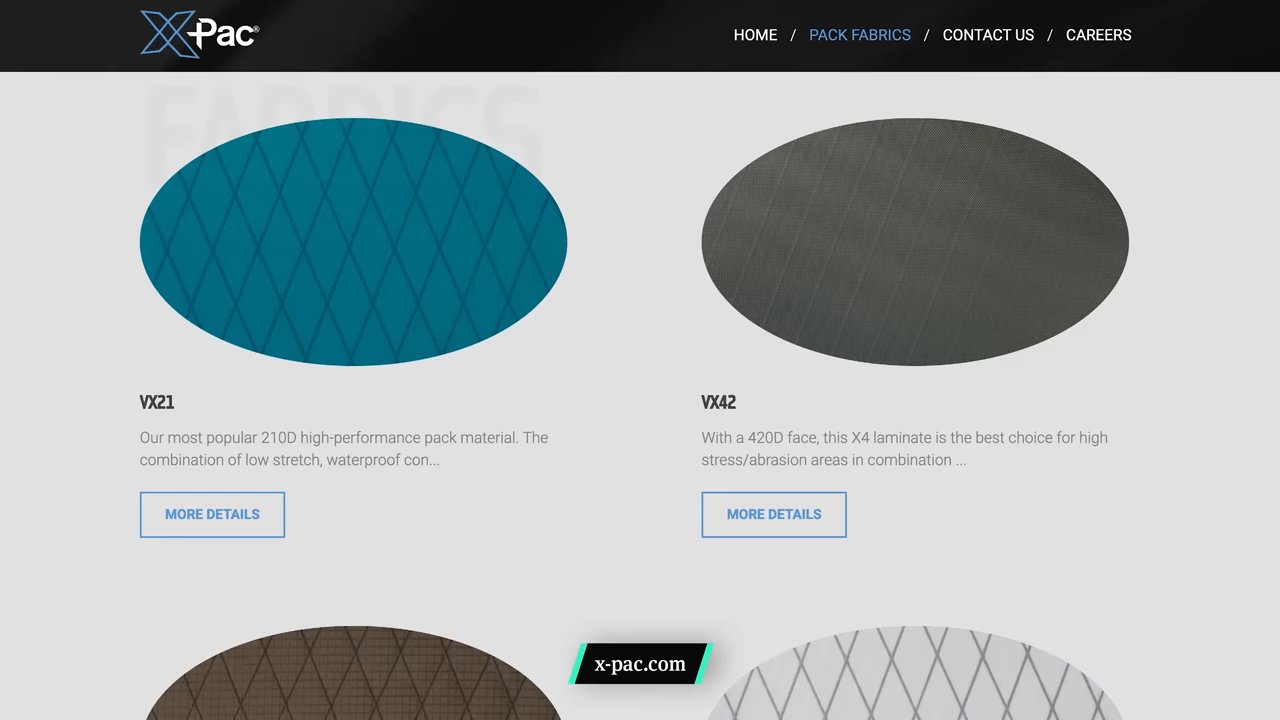 X-Pac®
HOME / PACK FABRICS / CONTACT US / CAREERS
FABRICS
VX21
Our most popular 210D high-performance pack material. The
combination of low stretch, waterproof con...
MORE DETAILS
VX42
With a 420D face, this X4 laminate is the best choice for high
stress/abrasion areas in combination ...
MORE DETAILS
x-pac.com